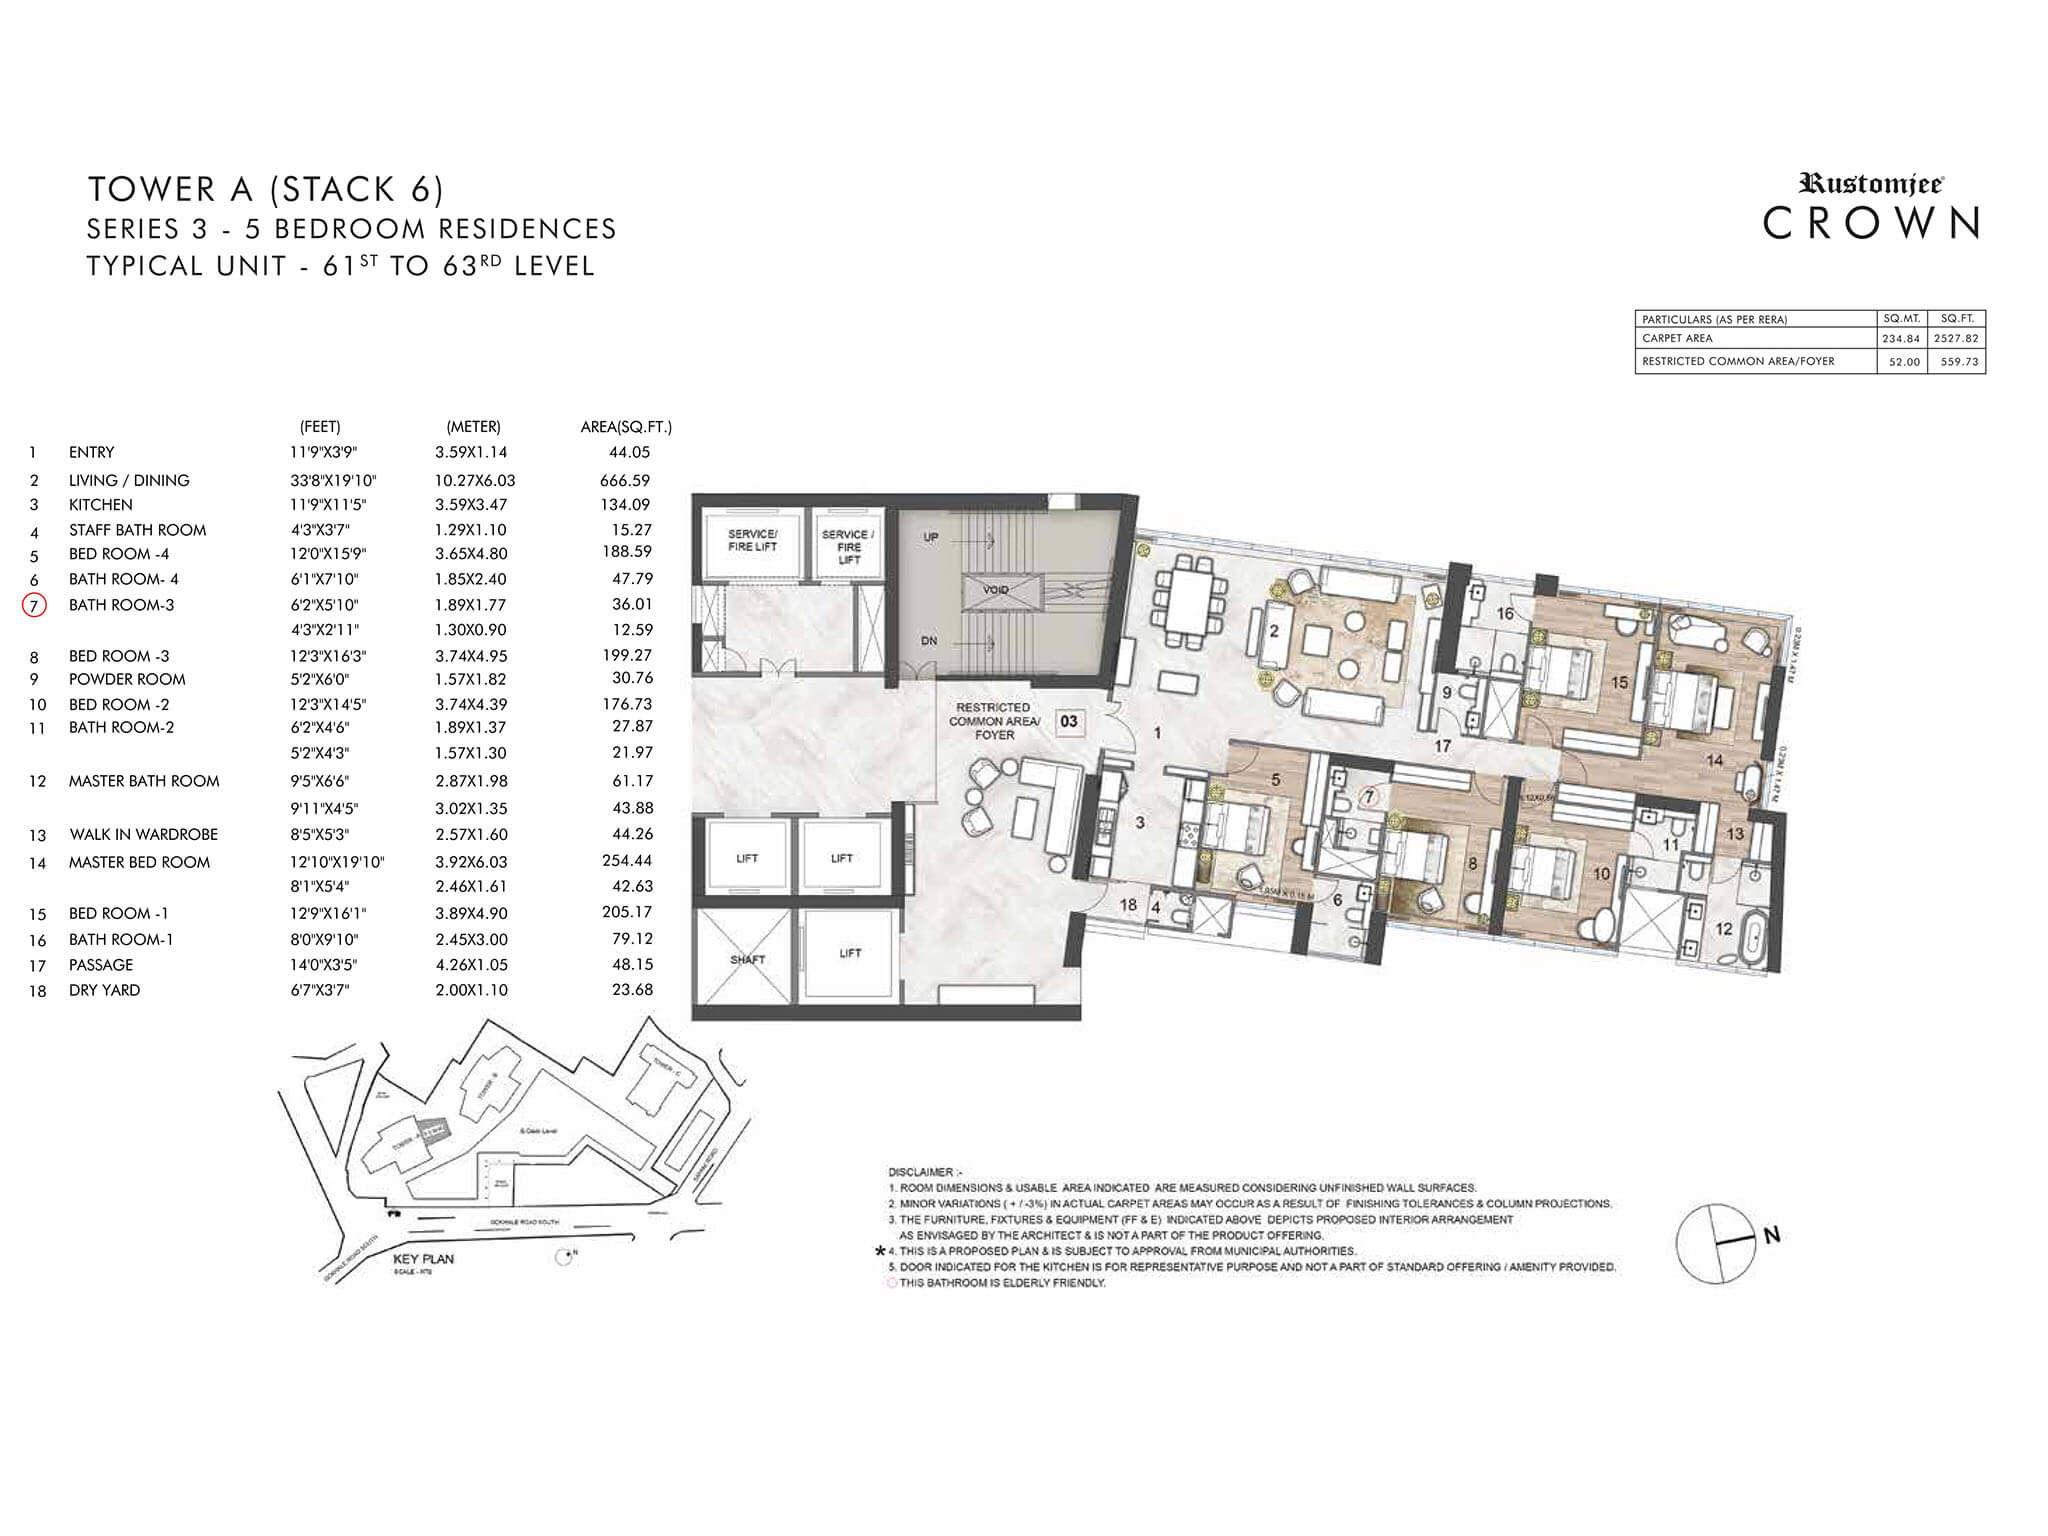 TOWER A (STACK 6)
SERIES 3 - 5 BEDROOM RESIDENCES
TYPICAL UNIT - 61ST TO 63RD LEVEL
Rustomjee
CROWN
PARTICULARS (AS PER RERA) SQ.MT. SQ.FT.
CARPET AREA 234.84 2527.82
RESTRICTED COMMON AREA/FOYER 52.00 559.73
(FEET) (METER) AREA(SQ.FT.)
1 ENTRY 11'9"X3'9" 3.59X1.14 44.05
2 LIVING / DINING 33'8"X19'10" 10.27X6.03 666.59
3 KITCHEN 11'9"X11'5" 3.59X3.47 134.09
4 STAFF BATH ROOM 4'3"X3'7" 1.29X1.10 15.27
5 BED ROOM -4 12'0"X15'9" 3.65X4.80 188.59
6 BATH ROOM- 4 6'1"X7'10" 1.85X2.40 47.79
7 BATH ROOM-3 6'2"X5'10" 1.89X1.77 36.01
4'3"X2'11" 1.30X0.90 12.59
8 BED ROOM -3 12'3"X16'3" 3.74X4.95 199.27
9 POWDER ROOM 5'2"X6'0" 1.57X1.82 30.76
10 BED ROOM -2 12'3"X14'5" 3.74X4.39 176.73
11 BATH ROOM-2 6'2"X4'6" 1.89X1.37 27.87
5'2"X4'3" 1.57X1.30 21.97
12 MASTER BATH ROOM 9'5"X6'6" 2.87X1.98 61.17
9'11"X4'5" 3.02X1.35 43.88
13 WALK IN WARDROBE 8'5"X5'3" 2.57X1.60 44.26
14 MASTER BED ROOM 12'10"X19'10" 3.92X6.03 254.44
8'1"X5'4" 2.46X1.61 42.63
15 BED ROOM -1 12'9"X16'1" 3.89X4.90 205.17
16 BATH ROOM-1 8'0"X9'10" 2.45X3.00 79.12
17 PASSAGE 14'0"X3'5" 4.26X1.05 48.15
18 DRY YARD 6'7"X3'7" 2.00X1.10 23.68
SERVICE/
FIRE LIFT
SERVICE /
FIRE
LIFT
UP
VOID
DN
RESTRICTED
COMMON AREA/
FOYER
03
LIFT
LIFT
SHAFT
LIFT
1
2
3
4
5
6
7
8
9
10
11
12
13
14
15
16
17
18
0.23M X 1.47 M
0.23M X 1.47 M
TOWER - A
TOWER - B
TOWER - C
GOKHALE ROAD SOUTH
GOKHALE ROAD SOUTH
KEY PLAN
N
DISCLAIMER :-
1. ROOM DIMENSIONS & USABLE AREA INDICATED ARE MEASURED CONSIDERING UNFINISHED WALL SURFACES.
2. MINOR VARIATIONS ( + / -3%) IN ACTUAL CARPET AREAS MAY OCCUR AS A RESULT OF FINISHING TOLERANCES & COLUMN PROJECTIONS.
3. THE FURNITURE, FIXTURES & EQUIPMENT (FF & E) INDICATED ABOVE DEPICTS PROPOSED INTERIOR ARRANGEMENT
AS ENVISAGED BY THE ARCHITECT & IS NOT A PART OF THE PRODUCT OFFERING.
*4. THIS IS A PROPOSED PLAN & IS SUBJECT TO APPROVAL FROM MUNICIPAL AUTHORITIES.
5. DOOR INDICATED FOR THE KITCHEN IS FOR REPRESENTATIVE PURPOSE AND NOT A PART OF STANDARD OFFERING / AMENITY PROVIDED.
THIS BATHROOM IS ELDERLY FRIENDLY.
N